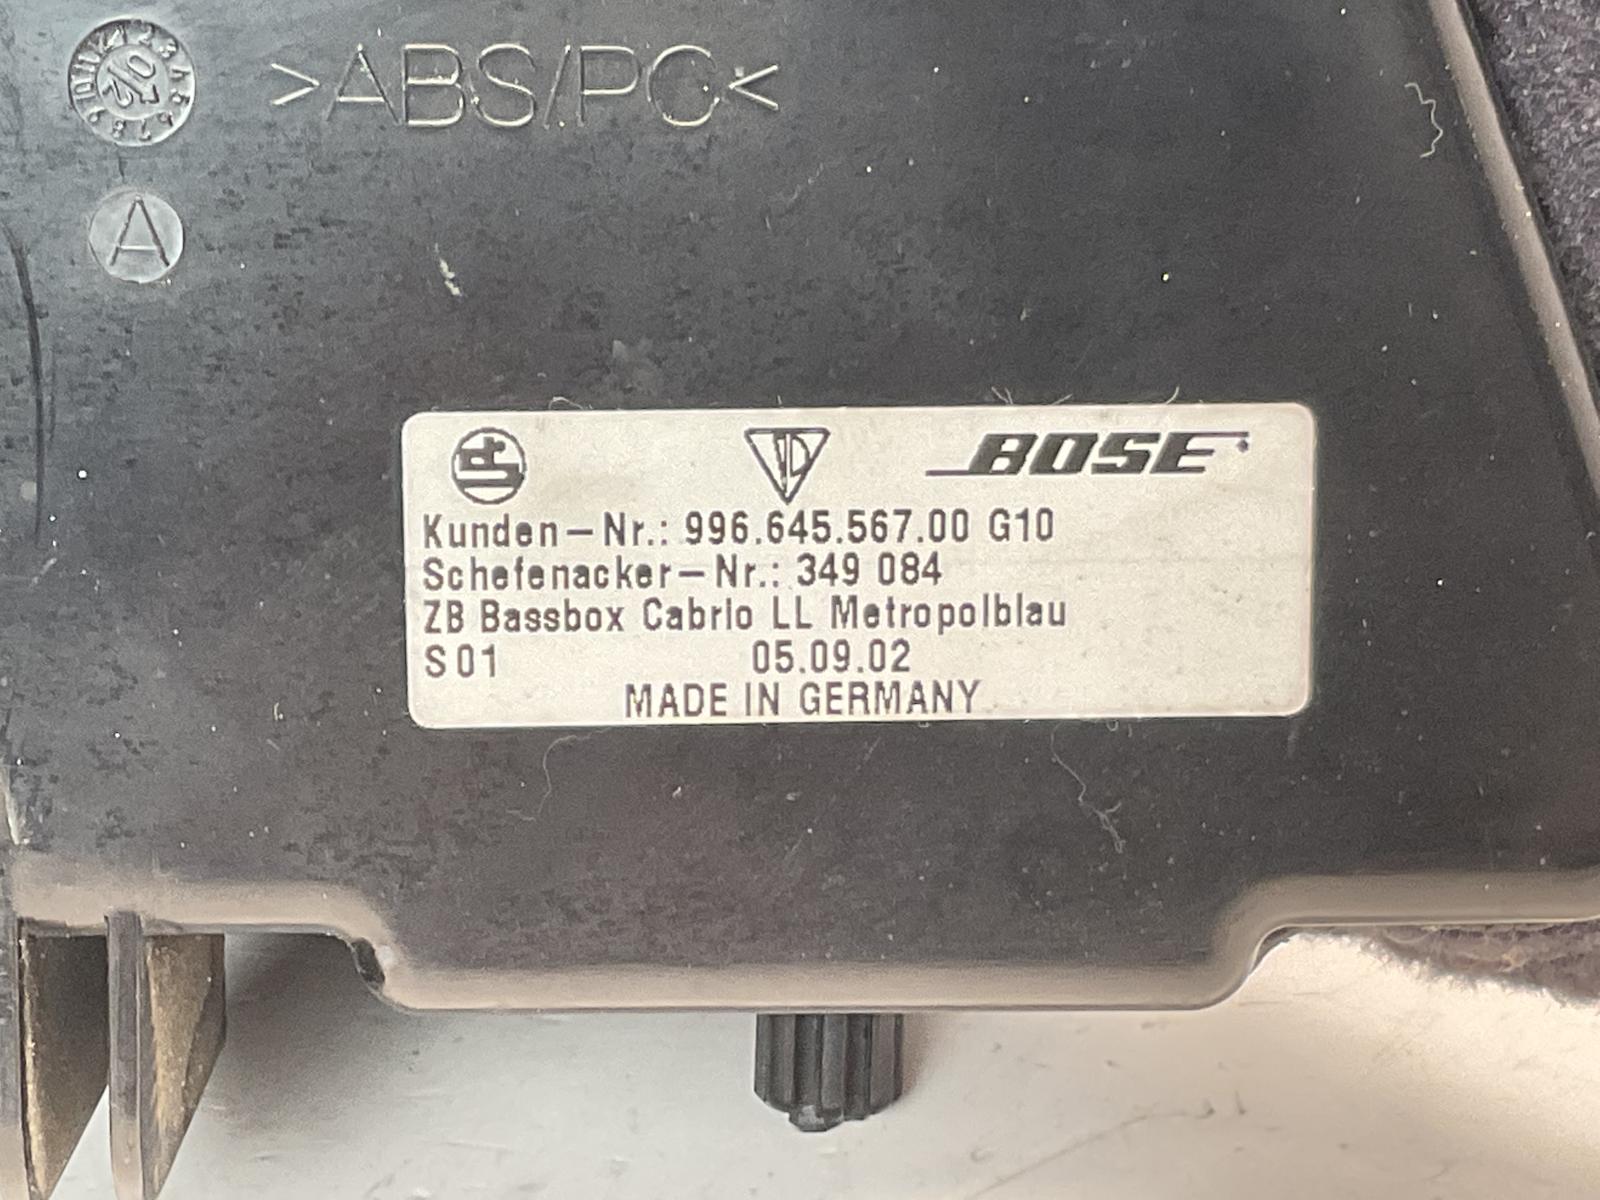 >ABS/PC<
A
BOSE
Kunden-Nr.: 996.645.567.00 G10
Schefenacker-Nr.: 349 084
ZB Bassbox Cabrio LL Metropolblau
S01 05.09.02
MADE IN GERMANY